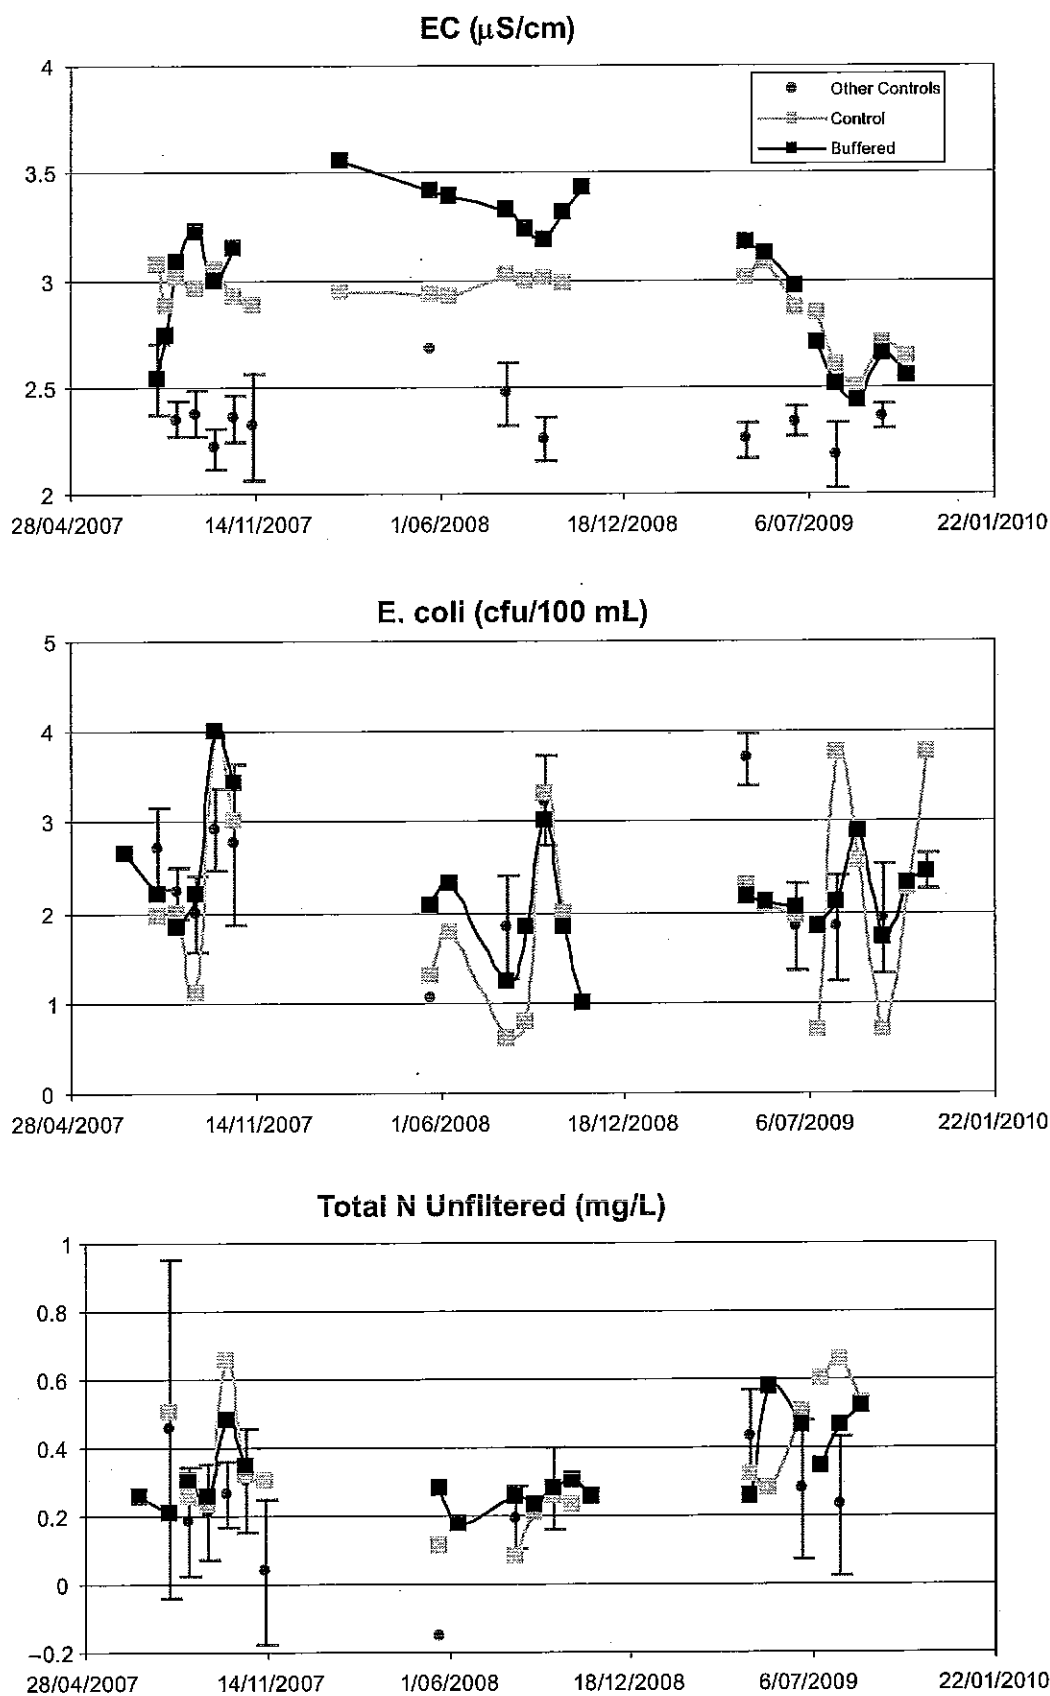 EC (μS/cm)
4
3.5
3
2.5
2
Other Controls
Control
Buffered
28/04/2007 14/11/2007 1/06/2008 18/12/2008 6/07/2009 22/01/2010
E. coli (cfu/100 mL)
5
4
3
2
1
0
28/04/2007 14/11/2007 1/06/2008 18/12/2008 6/07/2009 22/01/2010
Total N Unfiltered (mg/L)
1
0.8
0.6
0.4
0.2
0
−0.2
28/04/2007 14/11/2007 1/06/2008 18/12/2008 6/07/2009 22/01/2010